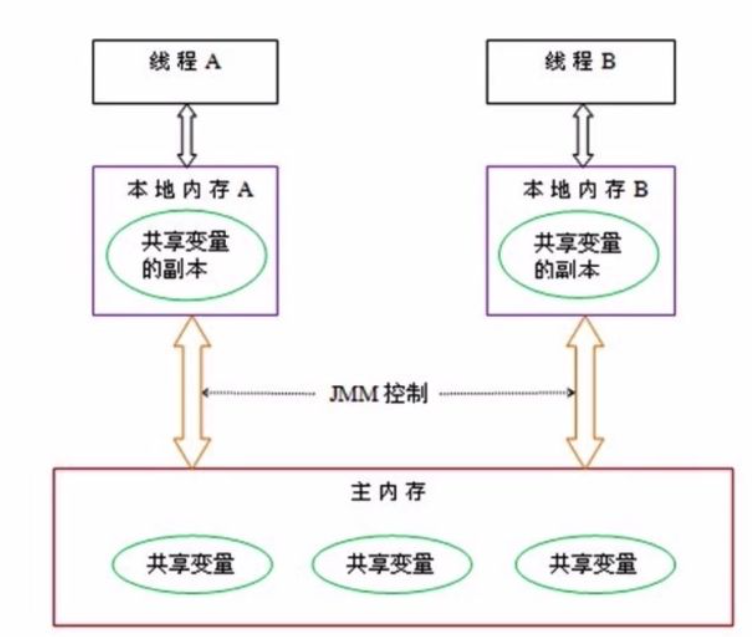 线程 A
线程 B
本地内存 A
本地内存 B
共享变量
的副本
共享变量
的副本
JMM 控制
主内存
共享变量
共享变量
共享变量